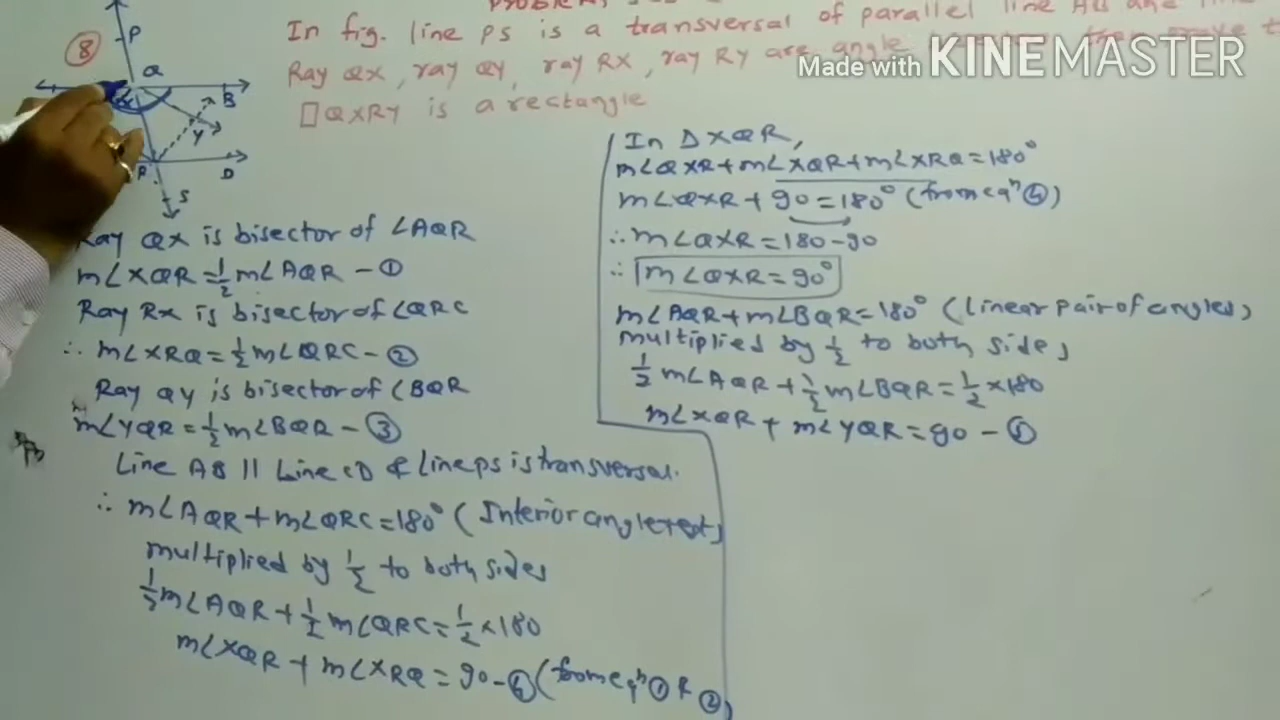 In fig. line PS is a transversal of parallel line AB and line
Ray QX, ray QY, ray RX, ray RY are angle
□QXRY is a rectangle
Made with KINEMASTER
8
P
Q
B
Y
R
D
S
Ray QX is bisector of ∠AQR
m∠XQR = 1/2 m∠AQR - ①
Ray RX is bisector of ∠QRC
∴ m∠XRQ = 1/2 m∠QRC - ②
Ray QY is bisector of ∠BQR
m∠YQR = 1/2 m∠BQR - ③
Line AB || Line CD & Line PS is transversal.
∴ m∠AQR + m∠QRC = 180° (Interior angle test)
multiplied by 1/2 to both sides
1/2 m∠AQR + 1/2 m∠QRC = 1/2 × 180
m∠XQR + m∠XRQ = 90 - ④ (from eqn ① & ②)
In Δ XQR,
m∠QXR + m∠XQR + m∠XRQ = 180°
m∠QXR + 90 = 180° (from eqn ④)
∴ m∠QXR = 180 - 90
∴ m∠QXR = 90°
m∠AQR + m∠BQR = 180° (Linear pair of angles)
multiplied by 1/2 to both sides
1/2 m∠AQR + 1/2 m∠BQR = 1/2 × 180
m∠XQR + m∠YQR = 90 - ⑤